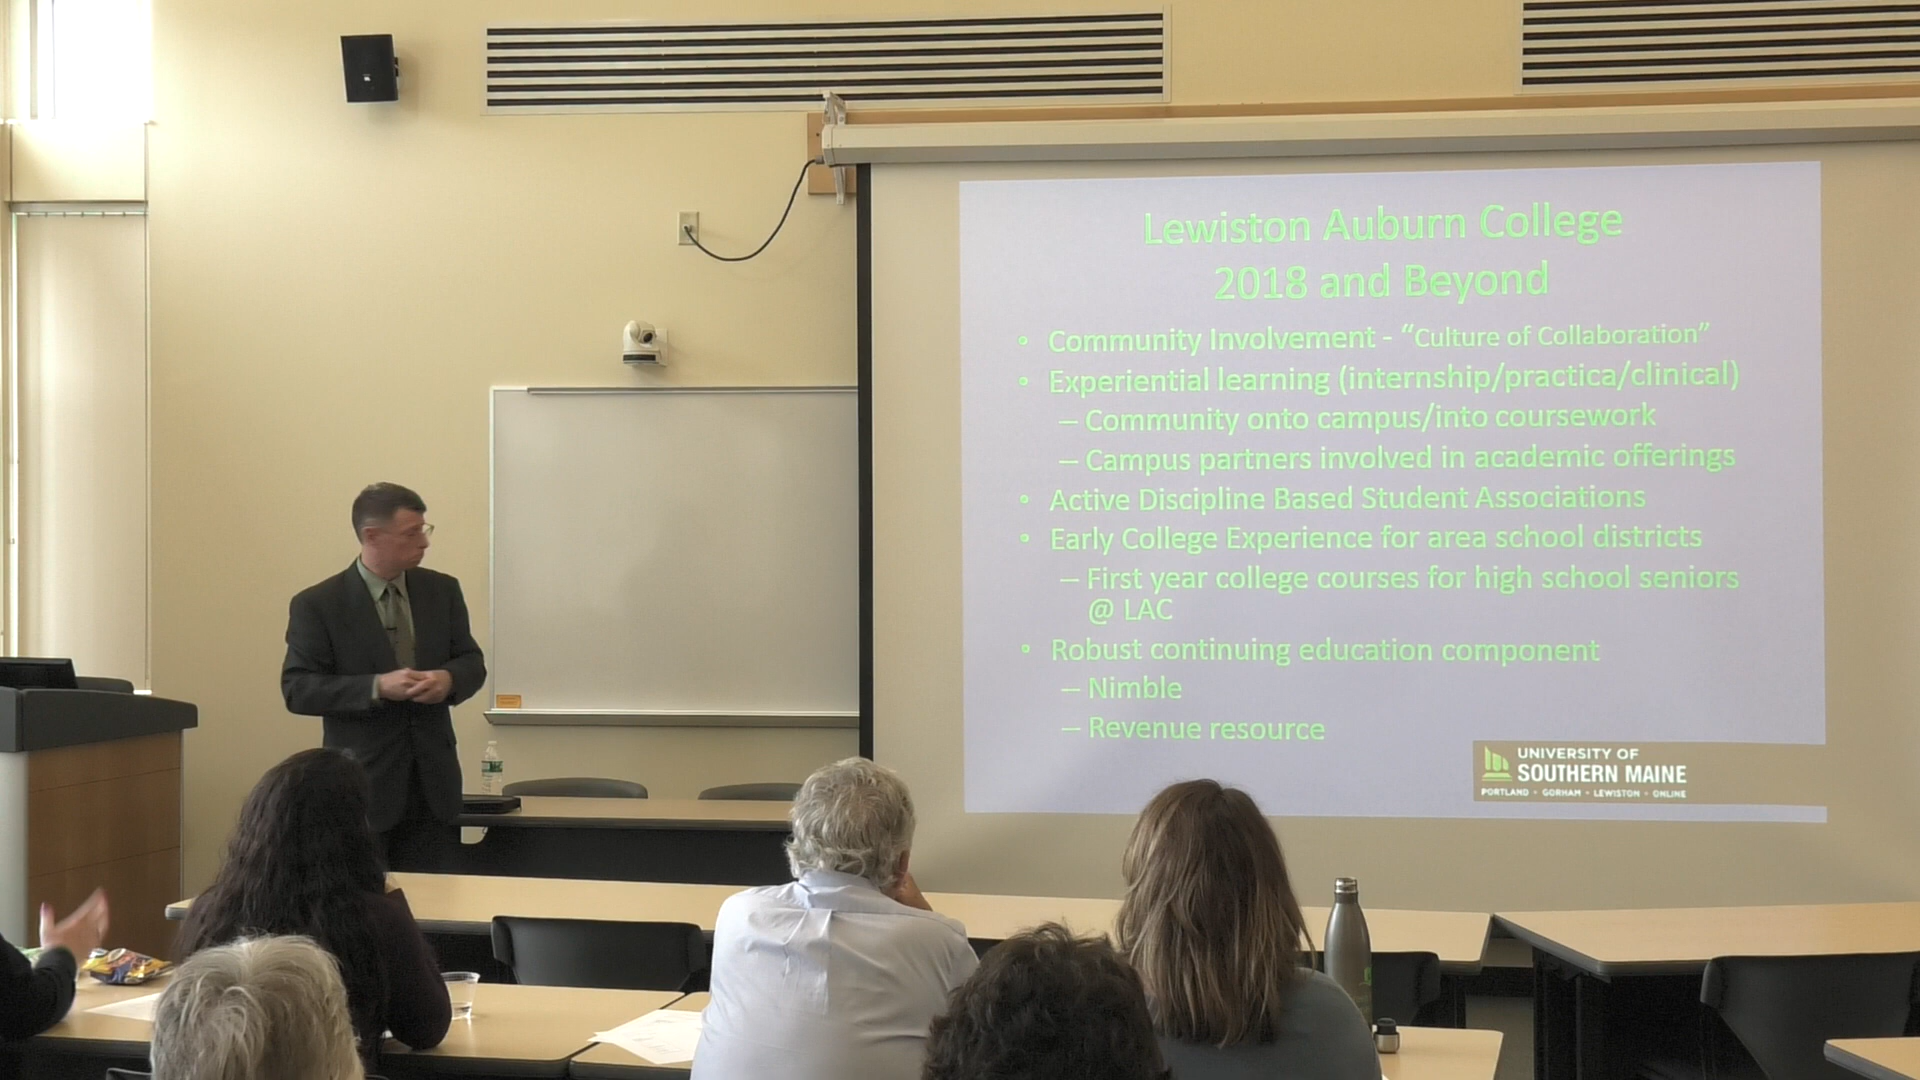 Lewiston Auburn College
2018 and Beyond
• Community Involvement - “Culture of Collaboration”
• Experiential learning (internship/practica/clinical)
– Community onto campus/into coursework
– Campus partners involved in academic offerings
• Active Discipline Based Student Associations
• Early College Experience for area school districts
– First year college courses for high school seniors
@ LAC
• Robust continuing education component
– Nimble
– Revenue resource
UNIVERSITY OF
SOUTHERN MAINE
PORTLAND • GORHAM • LEWISTON • ONLINE